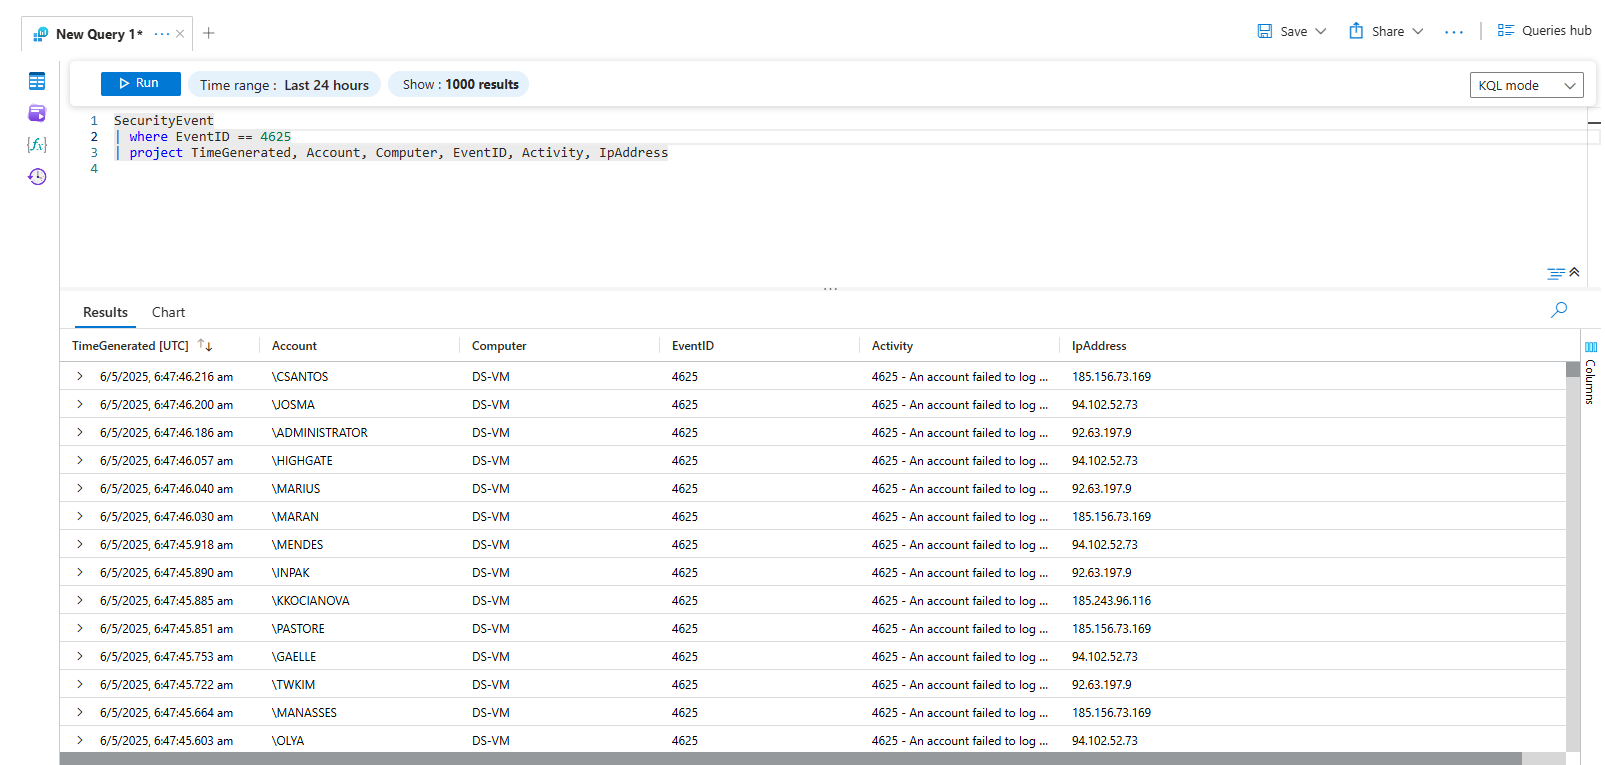 New Query 1* ...
Save Share ... Queries hub
Run Time range : Last 24 hours Show : 1000 results KQL mode
1 SecurityEvent
2 | where EventID == 4625
3 | project TimeGenerated, Account, Computer, EventID, Activity, IpAddress
4
Results Chart
TimeGenerated [UTC] Account Computer EventID Activity IpAddress
6/5/2025, 6:47:46.216 am \CSANTOS DS-VM 4625 4625 - An account failed to log ... 185.156.73.169
6/5/2025, 6:47:46.200 am \JOSMA DS-VM 4625 4625 - An account failed to log ... 94.102.52.73
6/5/2025, 6:47:46.186 am \ADMINISTRATOR DS-VM 4625 4625 - An account failed to log ... 92.63.197.9
6/5/2025, 6:47:46.057 am \HIGHGATE DS-VM 4625 4625 - An account failed to log ... 94.102.52.73
6/5/2025, 6:47:46.040 am \MARIUS DS-VM 4625 4625 - An account failed to log ... 92.63.197.9
6/5/2025, 6:47:46.030 am \MARAN DS-VM 4625 4625 - An account failed to log ... 185.156.73.169
6/5/2025, 6:47:45.918 am \MENDES DS-VM 4625 4625 - An account failed to log ... 94.102.52.73
6/5/2025, 6:47:45.890 am \INPAK DS-VM 4625 4625 - An account failed to log ... 92.63.197.9
6/5/2025, 6:47:45.885 am \KKOCIANOVA DS-VM 4625 4625 - An account failed to log ... 185.243.96.116
6/5/2025, 6:47:45.851 am \PASTORE DS-VM 4625 4625 - An account failed to log ... 185.156.73.169
6/5/2025, 6:47:45.753 am \GAELLE DS-VM 4625 4625 - An account failed to log ... 94.102.52.73
6/5/2025, 6:47:45.722 am \TWKIM DS-VM 4625 4625 - An account failed to log ... 92.63.197.9
6/5/2025, 6:47:45.664 am \MANASSES DS-VM 4625 4625 - An account failed to log ... 185.156.73.169
6/5/2025, 6:47:45.603 am \OLYA DS-VM 4625 4625 - An account failed to log ... 94.102.52.73
Columns